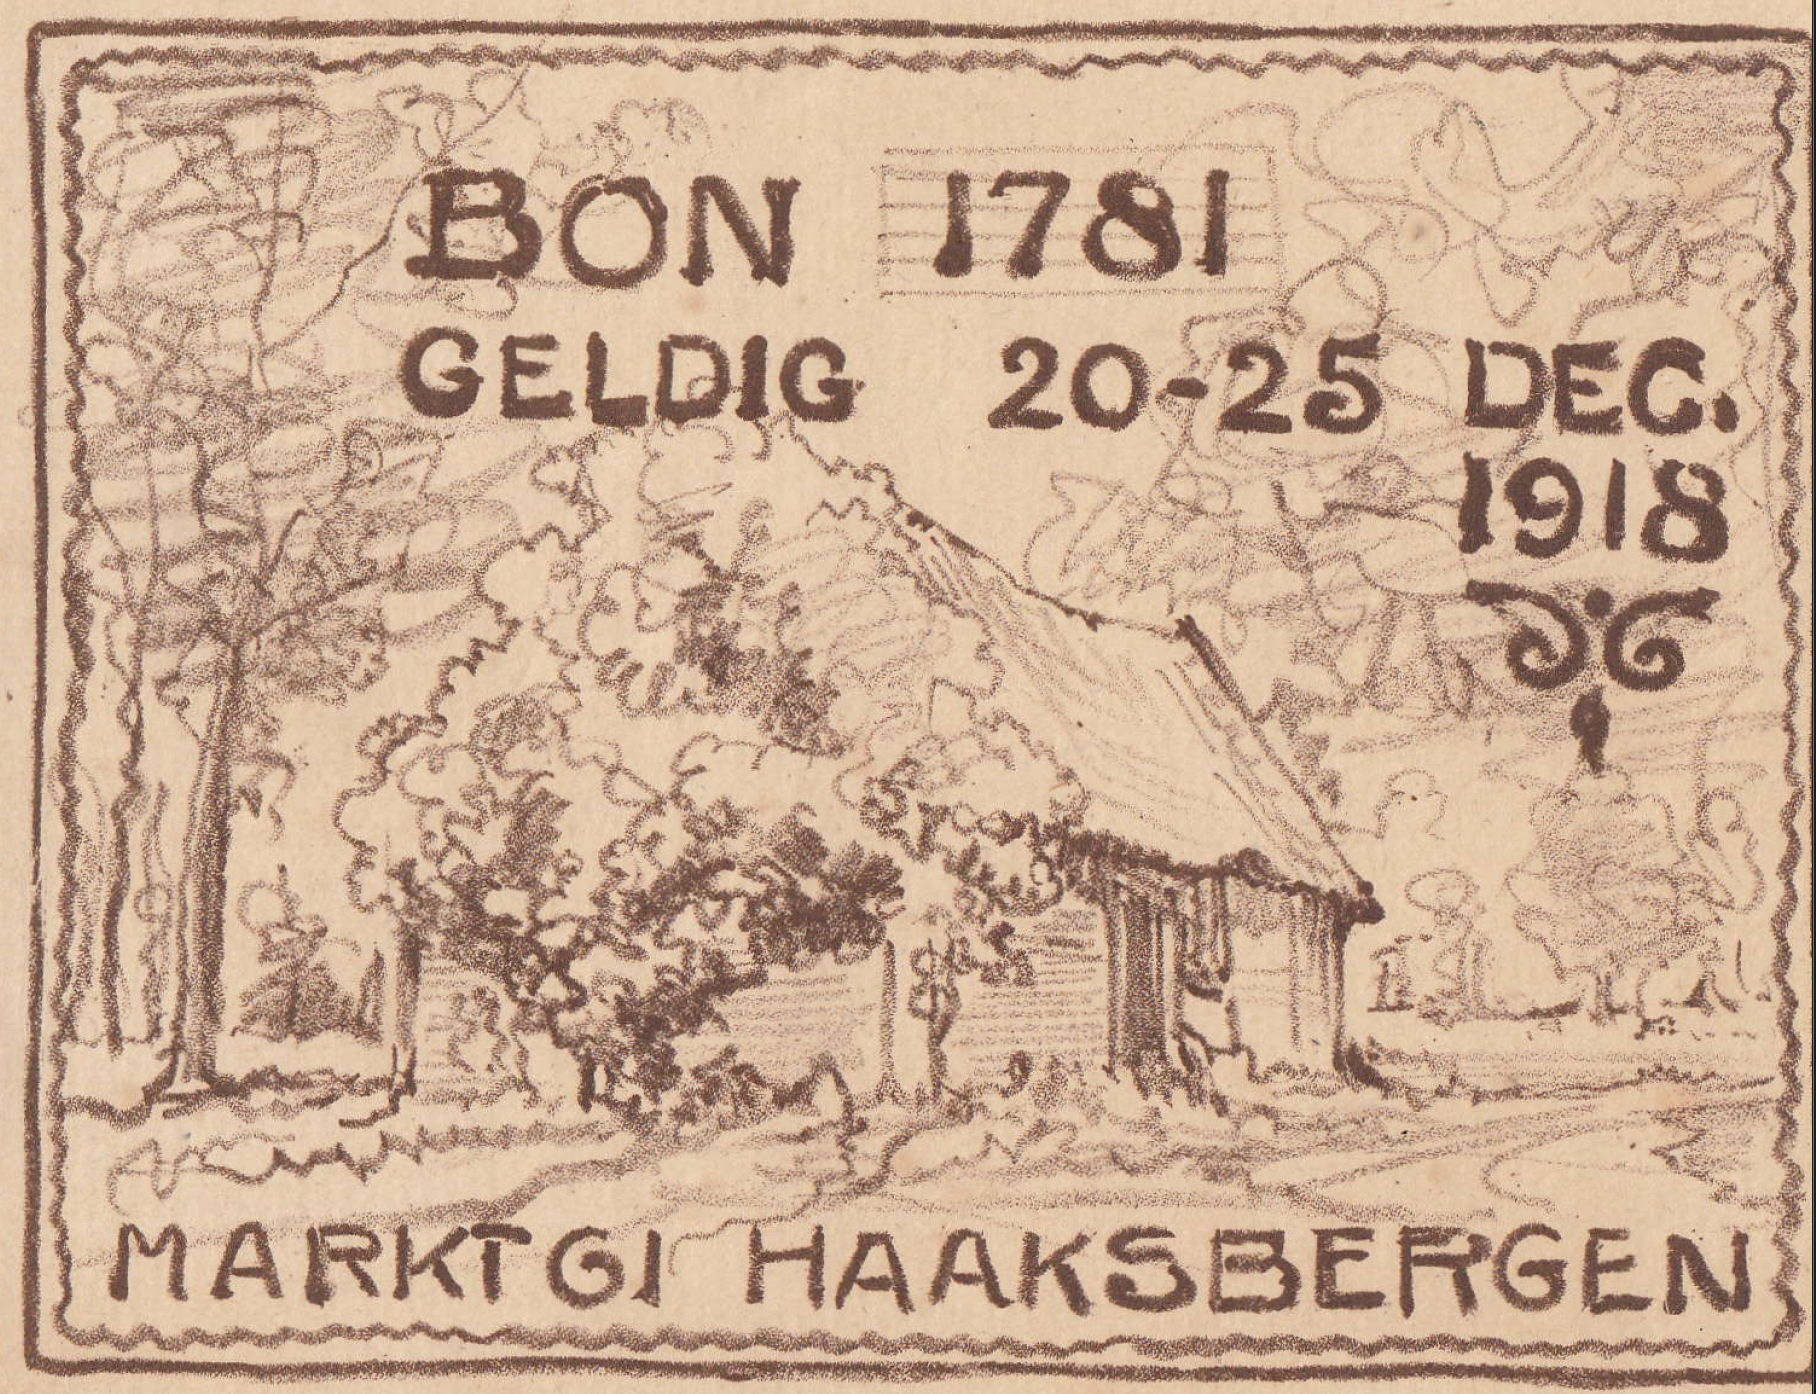 BON 1781
GELDIG 20-25 DEC.
1918
MARKT 61 HAAKSBERGEN